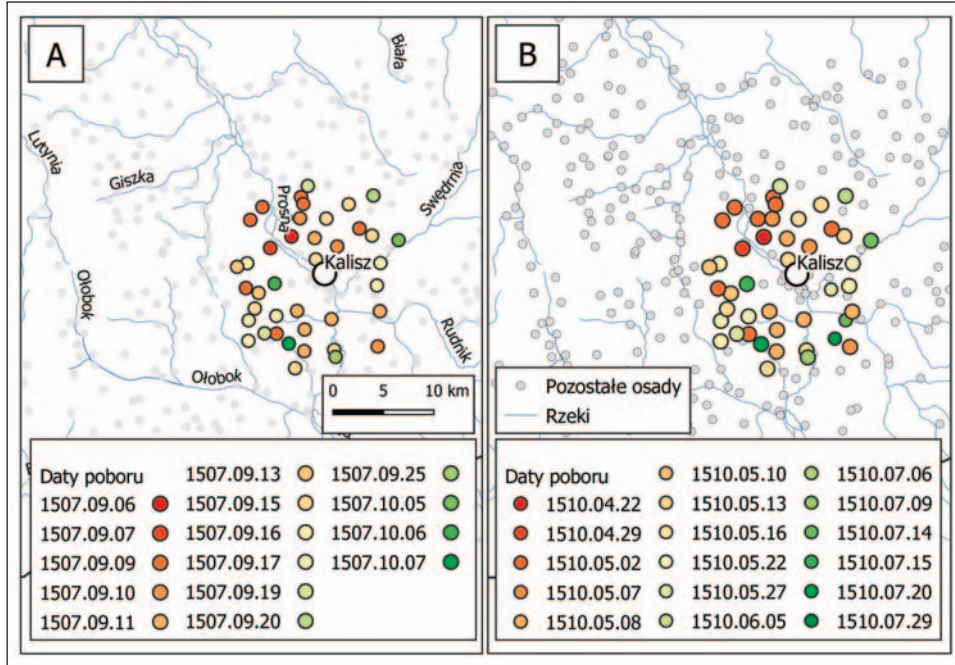 A
Biała
Lutynia
Giszka
Prosna
Swędrnia
Kalisz
Ołobok
Rudnik
Ołobok
0 5 10 km
Daty poboru
1507.09.06
1507.09.07
1507.09.09
1507.09.10
1507.09.11
1507.09.13
1507.09.15
1507.09.16
1507.09.17
1507.09.19
1507.09.20
1507.09.25
1507.10.05
1507.10.06
1507.10.07
B
Kalisz
Pozostałe osady
Rzeki
Daty poboru
1510.04.22
1510.04.29
1510.05.02
1510.05.07
1510.05.08
1510.05.10
1510.05.13
1510.05.16
1510.05.22
1510.05.27
1510.06.05
1510.07.06
1510.07.09
1510.07.14
1510.07.15
1510.07.20
1510.07.29